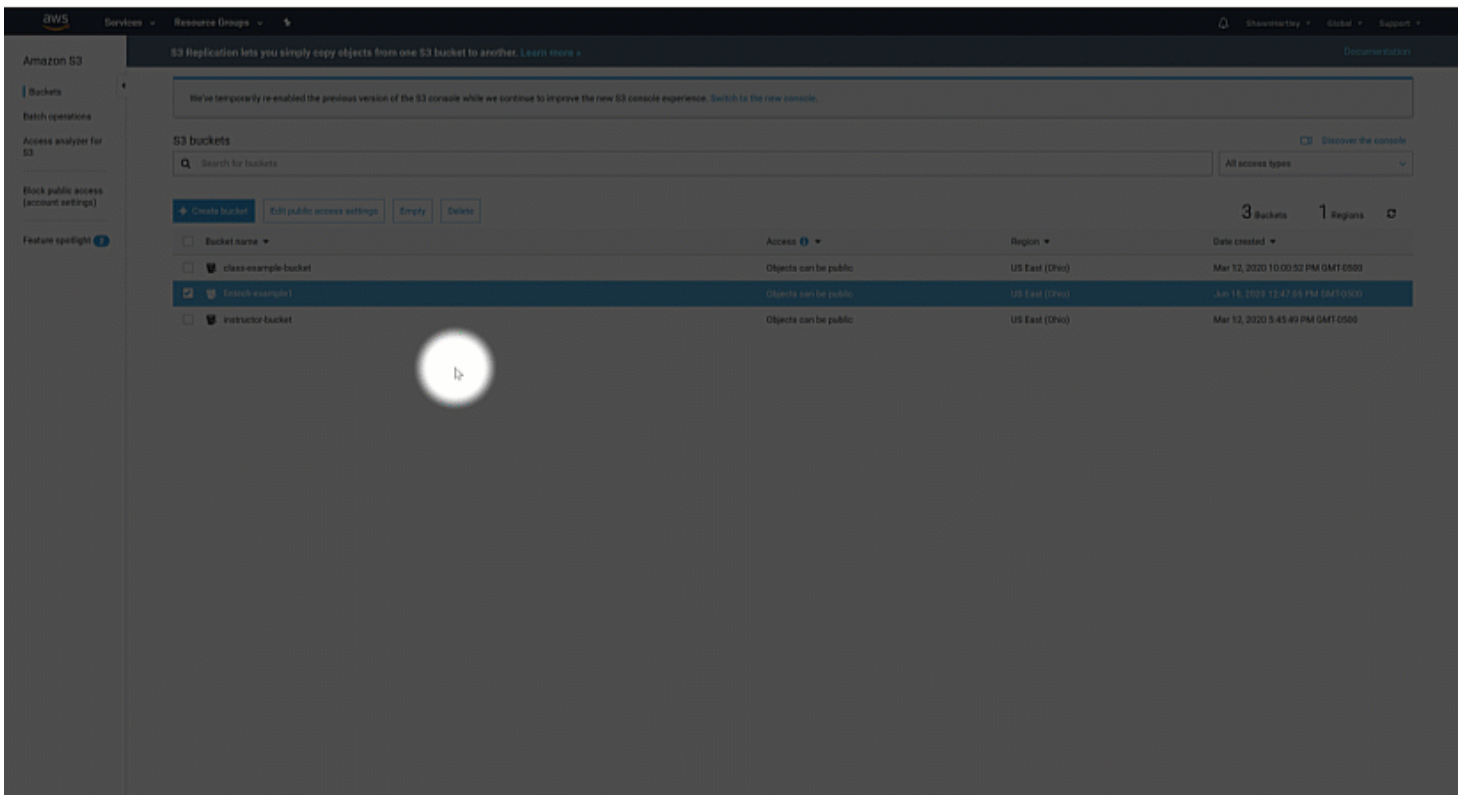 aws Services Resource Groups Shawnhartley Global Support
Amazon S3
Buckets
Batch operations
Access analyzer for
S3
Block public access
(account settings)
Feature spotlight 2
S3 Replication lets you simply copy objects from one S3 bucket to another. Learn more » Documentation
We've temporarily re-enabled the previous version of the S3 console while we continue to improve the new S3 console experience. Switch to the new console.
S3 buckets Discover the console
Search for buckets All access types
Create bucket Edit public access settings Empty Delete 3 Buckets 1 Regions
Bucket name Access Region Date created
class-example-bucket Objects can be public US East (Ohio) Mar 12, 2020 10:00:52 PM GMT-0500
Objects can be public US East (Ohio) 2020 PM GMT-0500
instructor-bucket Objects can be public US East (Ohio) Mar 12, 2020 5:45:49 PM GMT-0500